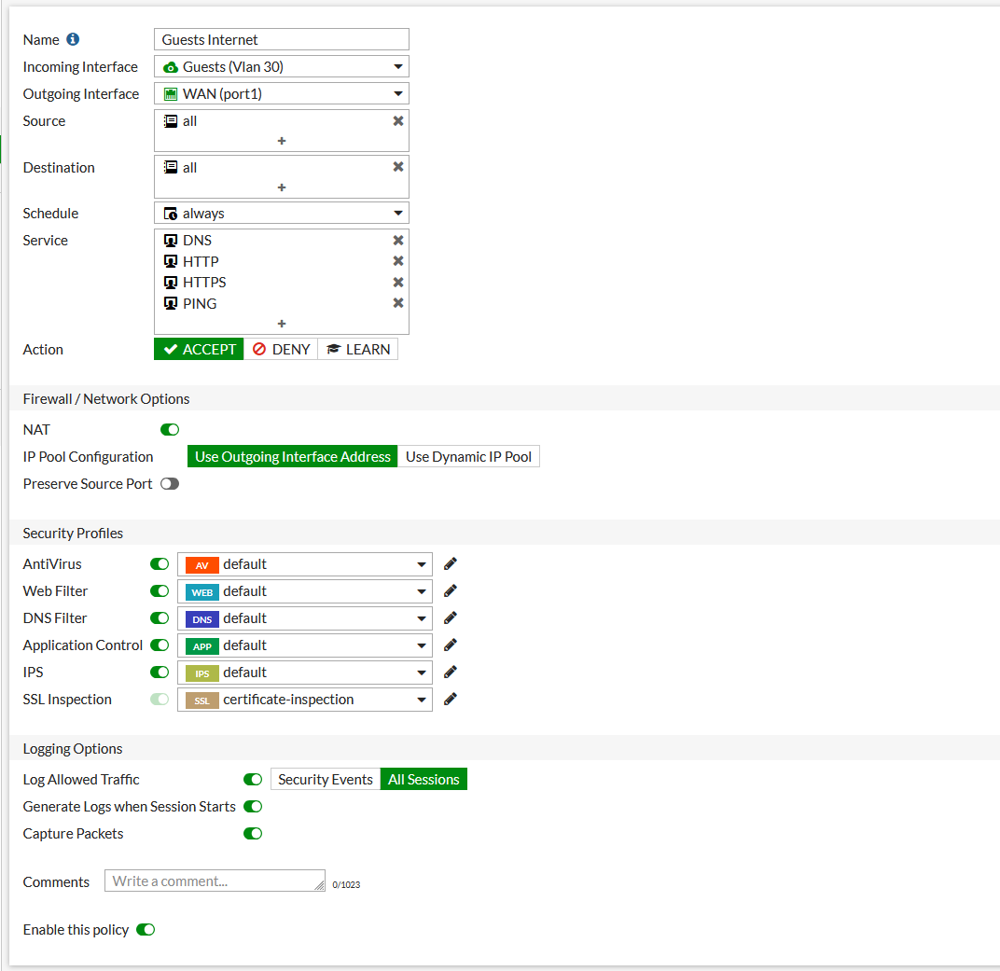 Name Guests Internet
Incoming Interface Guests (Vlan 30)
Outgoing Interface WAN (port1)
Source all
+
Destination all
+
Schedule always
Service DNS
HTTP
HTTPS
PING
+
Action ACCEPT DENY LEARN
Firewall / Network Options
NAT
IP Pool Configuration Use Outgoing Interface Address Use Dynamic IP Pool
Preserve Source Port
Security Profiles
AntiVirus AV default
Web Filter WEB default
DNS Filter DNS default
Application Control APP default
IPS IPS default
SSL Inspection SSL certificate-inspection
Logging Options
Log Allowed Traffic Security Events All Sessions
Generate Logs when Session Starts
Capture Packets
Comments Write a comment... 0/1023
Enable this policy